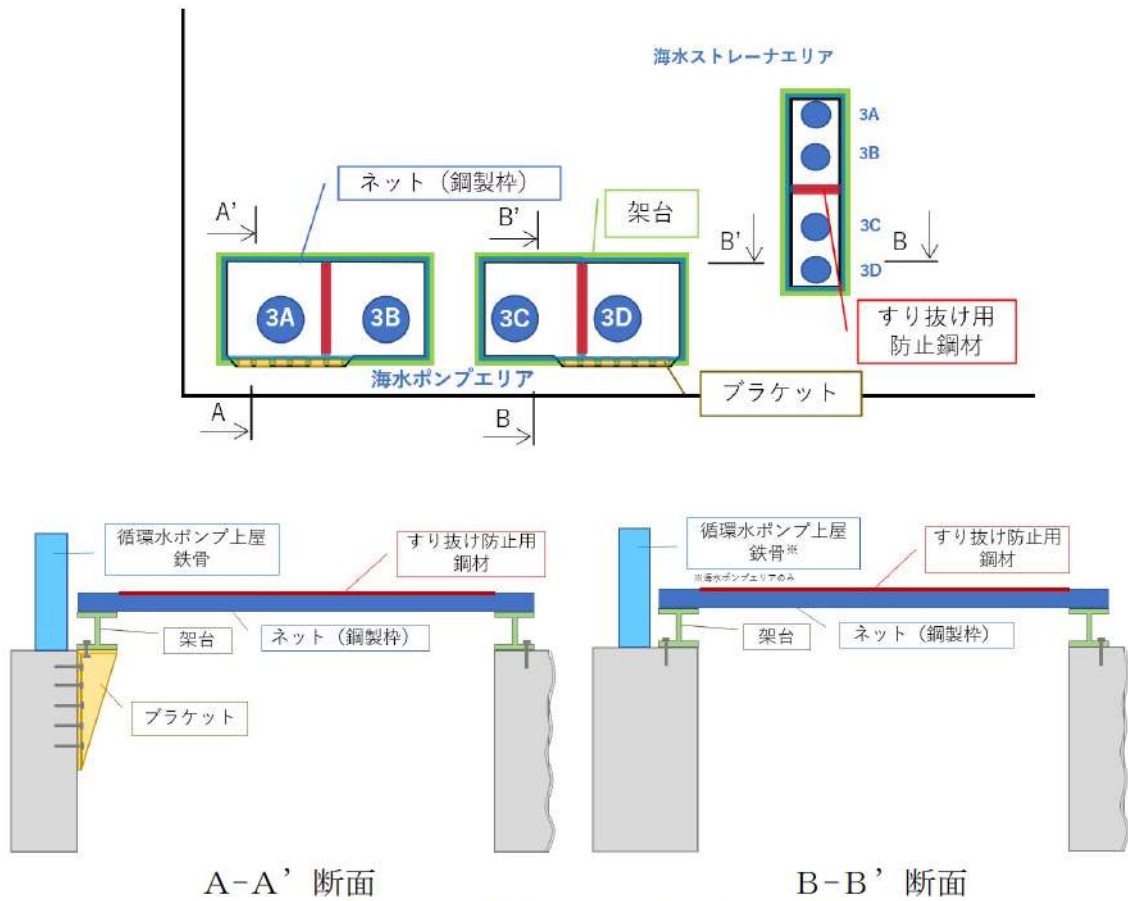 海水ストレーナエリア
3A
3B
3C
3D
ネット（鋼製枠）
架台
A'
B'
B'
B
3A
3B
3C
3D
すり抜け用
防止鋼材
海水ポンプエリア
ブラケット
A
B
循環水ポンプ上屋
鉄骨
すり抜け防止用
鋼材
架台
ネット（鋼製枠）
ブラケット
A-A’断面
循環水ポンプ上屋
鉄骨※
※海水ポンプエリアのみ
すり抜け防止用
鋼材
架台
ネット（鋼製枠）
B-B’断面